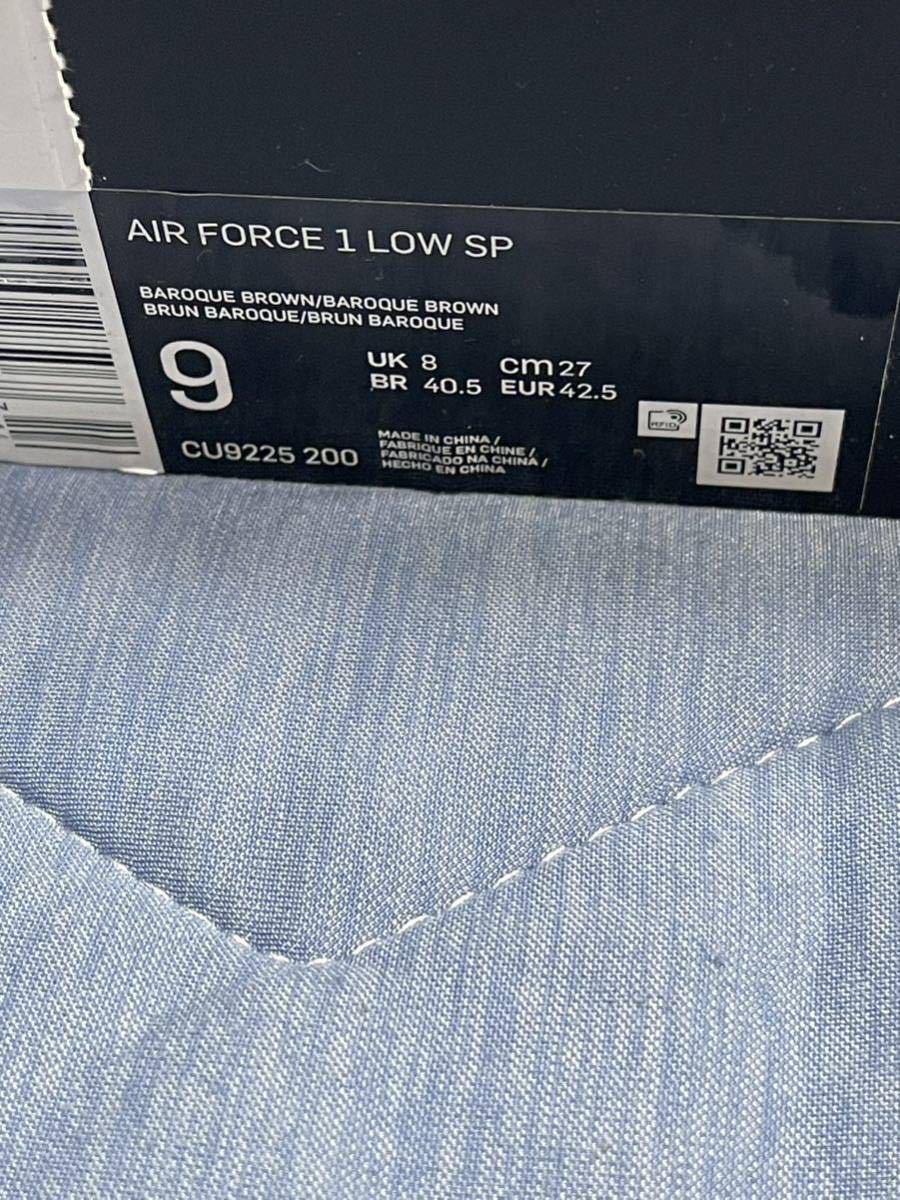 AIR FORCE 1 LOW SP
BAROQUE BROWN/BAROQUE BROWN
BRUN BAROQUE/BRUN BAROQUE
9
UK 8 cm 27
BR 40.5 EUR 42.5
RFID
CU9225 200
MADE IN CHINA /
FABRIQUE EN CHINE /
FABRICADO NA CHINA /
HECHO EN CHINA